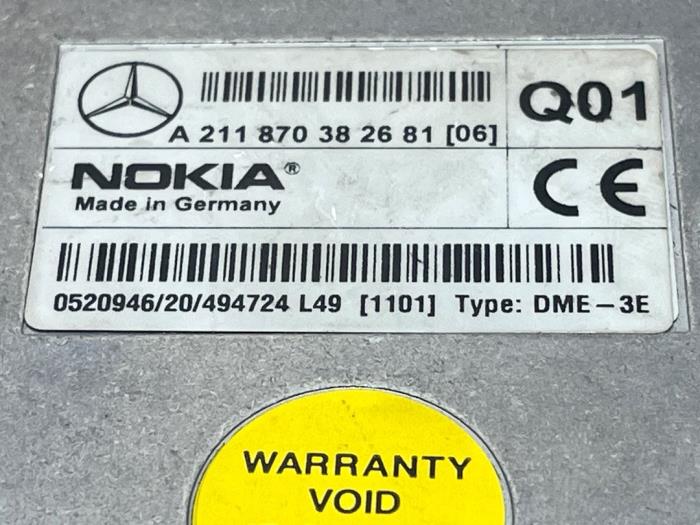 A 211 870 38 26 81 [06]
Q01
NOKIA®
Made in Germany
CE
0520946/20/494724 L49 [1101] Type: DME-3E
WARRANTY
VOID